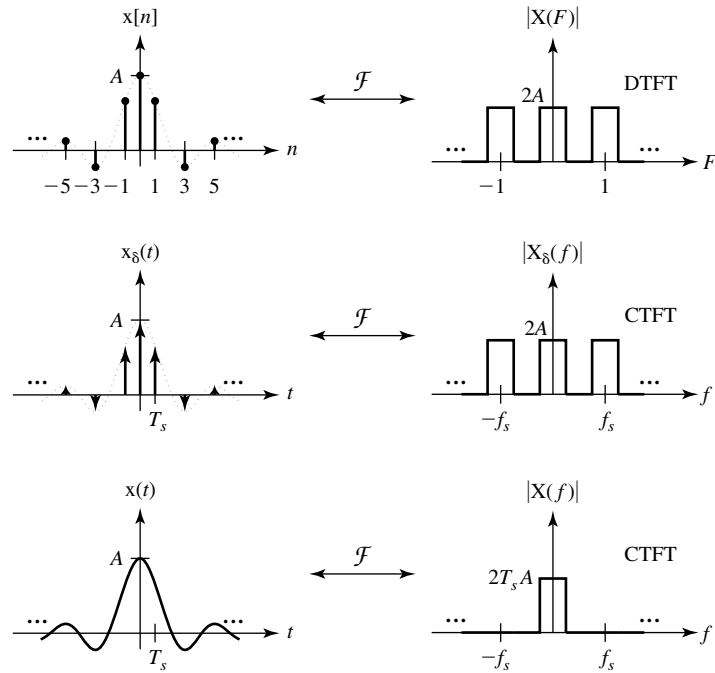 x[n]
A
...
...
n
−5 −3 −1 1 3 5
ℱ
|X(F)|
2A
DTFT
...
...
F
−1 1
x_δ(t)
A
...
...
t
T_s
ℱ
|X_δ(f)|
2A
CTFT
...
...
f
−f_s f_s
x(t)
A
...
...
t
T_s
ℱ
|X(f)|
2T_s A
CTFT
...
...
f
−f_s f_s